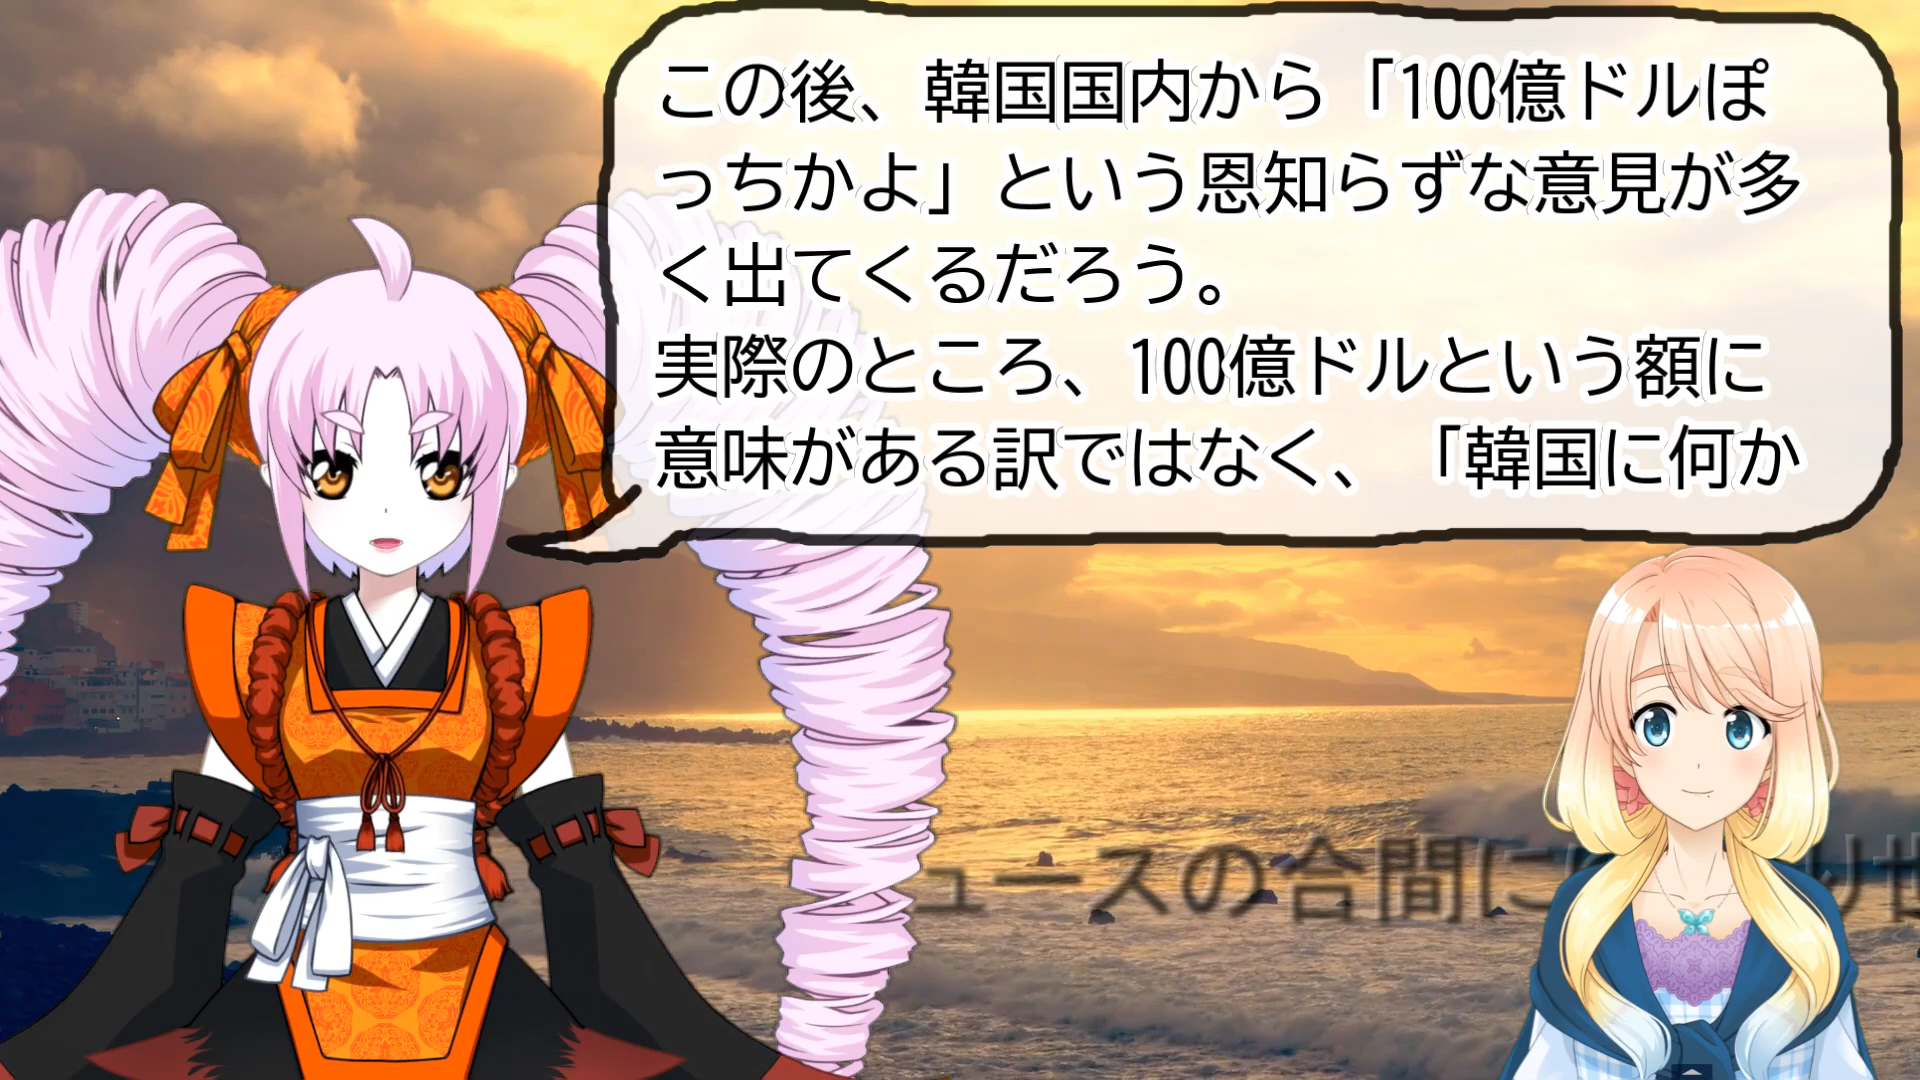 この後、韓国国内から「100億ドルぽ
っちかよ」という恩知らずな意見が多
く出てくるだろう。
実際のところ、100億ドルという額に
意味がある訳ではなく、「韓国に何か
ュースの合間に